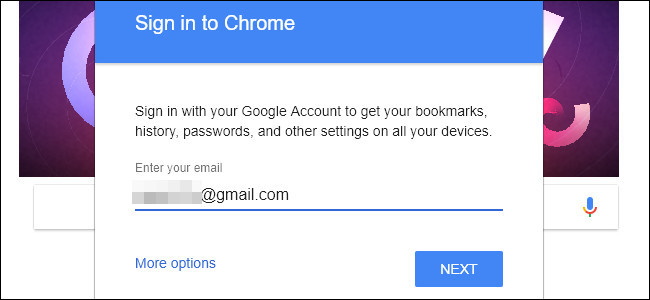 Sign in to Chrome
Sign in with your Google Account to get your bookmarks,
history, passwords, and other settings on all your devices.
Enter your email
@gmail.com
More options
NEXT